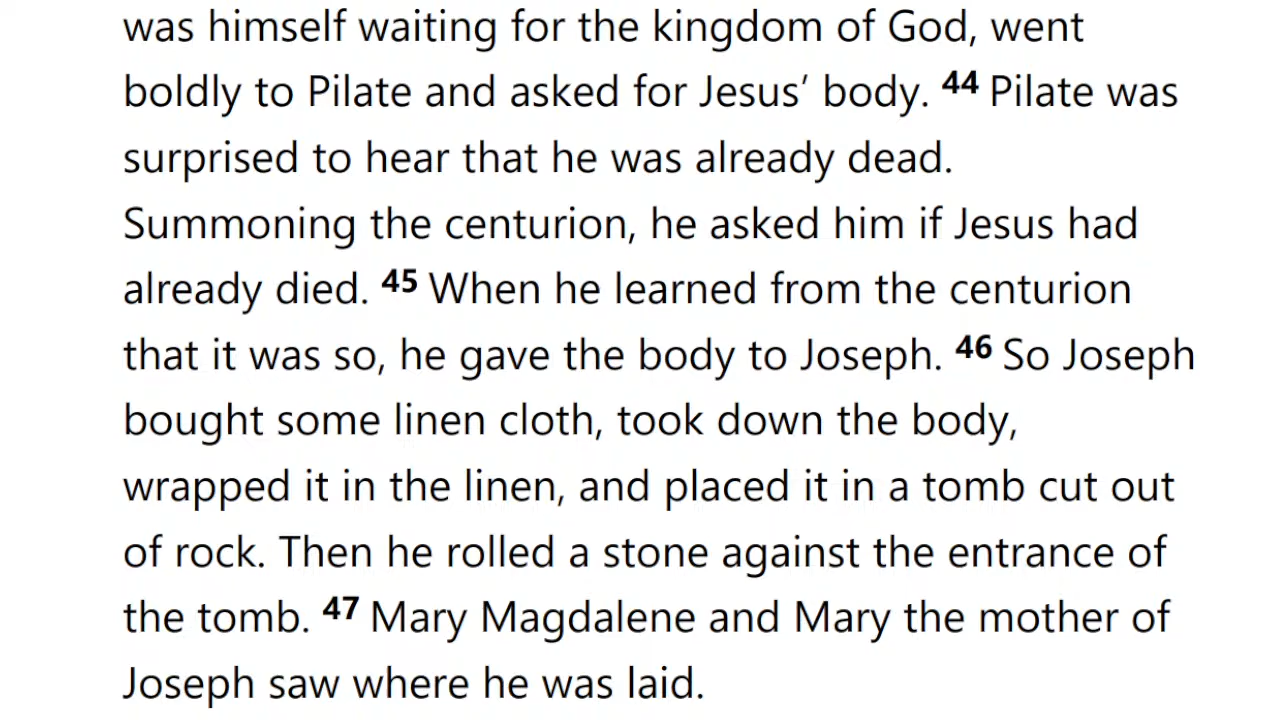 was himself waiting for the kingdom of God, went
boldly to Pilate and asked for Jesus’ body. 44 Pilate was
surprised to hear that he was already dead.
Summoning the centurion, he asked him if Jesus had
already died. 45 When he learned from the centurion
that it was so, he gave the body to Joseph. 46 So Joseph
bought some linen cloth, took down the body,
wrapped it in the linen, and placed it in a tomb cut out
of rock. Then he rolled a stone against the entrance of
the tomb. 47 Mary Magdalene and Mary the mother of
Joseph saw where he was laid.